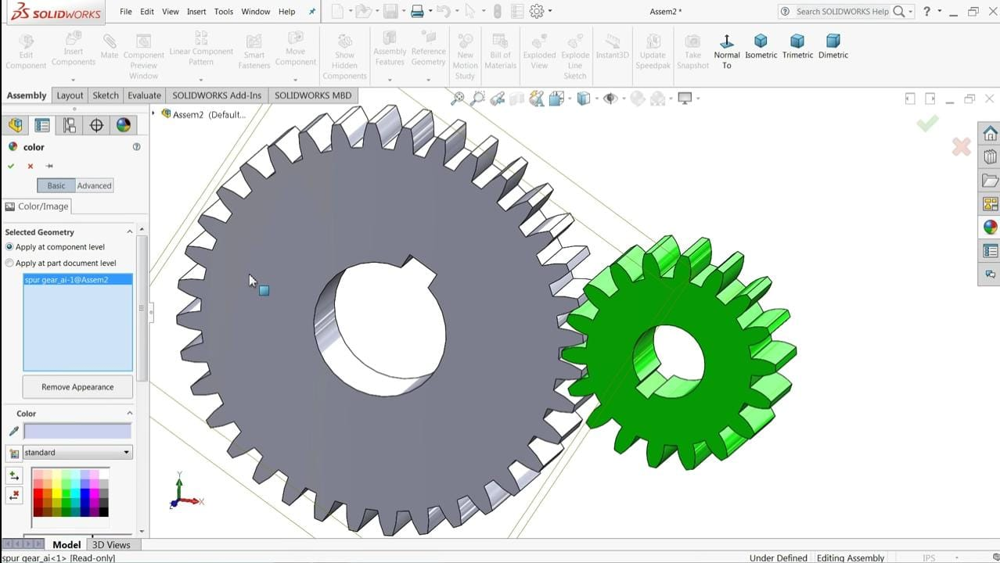 SOLIDWORKS
File Edit View Insert Tools Window Help
Assem2 *
Search SOLIDWORKS Help
?
Edit Component
Insert Components
Mate
Component Preview Window
Linear Component Pattern
Smart Fasteners
Move Component
Show Hidden Components
Assembly Features
Reference Geometry
New Motion Study
Bill of Materials
Exploded View
Explode Line Sketch
Instant3D
Update Speedpak
Take Snapshot
Normal To
Isometric
Trimetric
Dimetric
Assembly Layout Sketch Evaluate SOLIDWORKS Add-Ins SOLIDWORKS MBD
Assem2 (Default...
color
Basic Advanced
Color/Image
Selected Geometry
Apply at component level
Apply at part document level
spur gear_ai-1@Assem2
Remove Appearance
Color
standard
Y
X
Z
Model 3D Views
spur gear_ai<1> [Read-only]
Under Defined Editing Assembly IPS